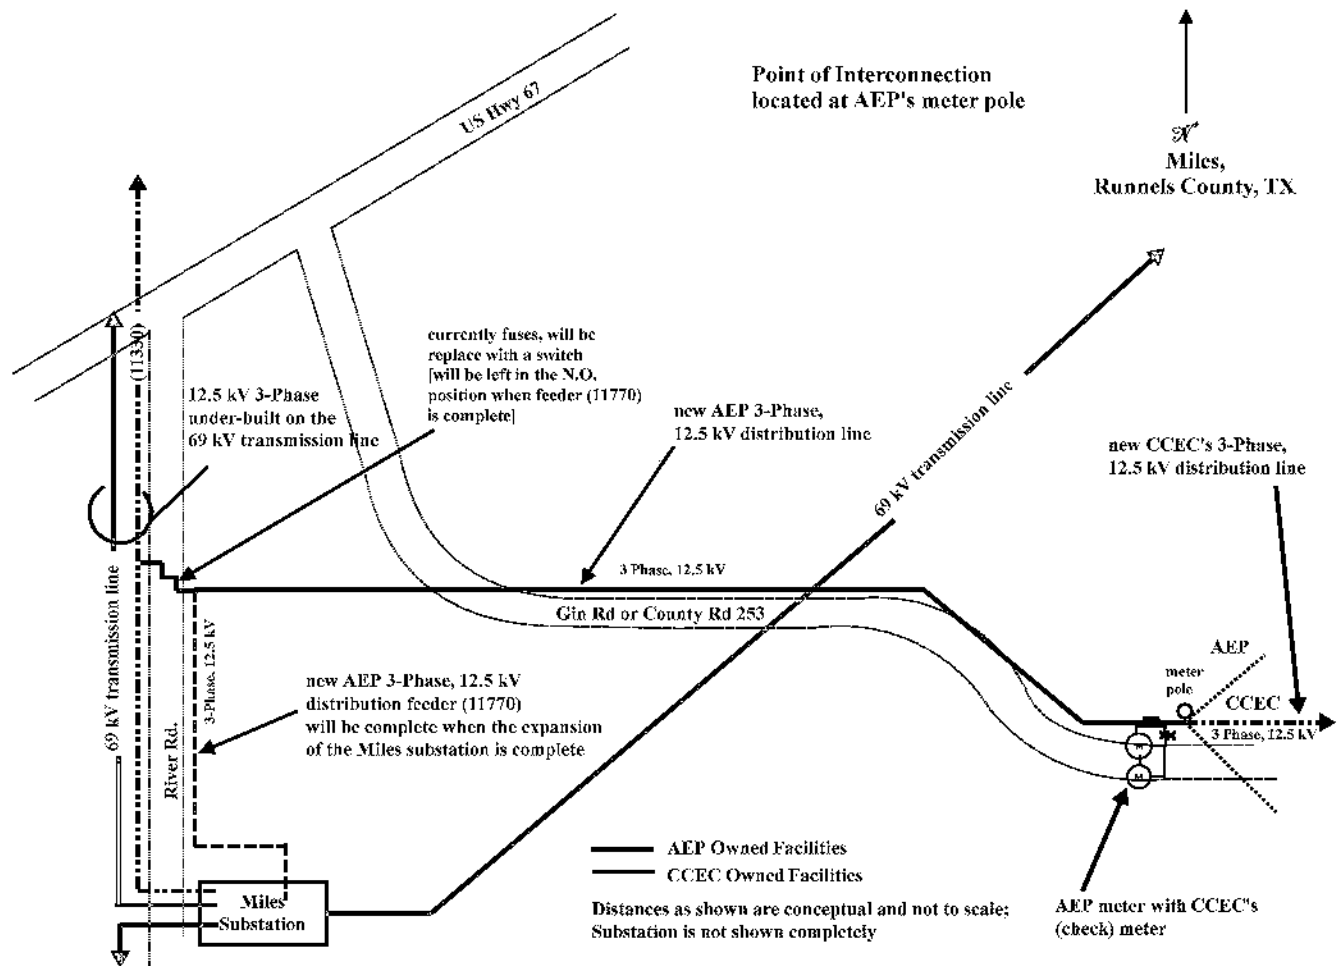 Point of Interconnection
located at AEP's meter pole
N
Miles,
Runnels County, TX
US Hwy 67
(11330)
currently fuses, will be
replace with a switch
[will be left in the N.O.
position when feeder (11770)
is complete]
12.5 kV 3-Phase
under-built on the
69 kV transmission line
new AEP 3-Phase,
12.5 kV distribution line
69 kV transmission line
new CCEC's 3-Phase,
12.5 kV distribution line
3 Phase, 12.5 kV
Gin Rd or County Rd 253
69 kV transmission line
3-Phase, 12.5 kV
River Rd.
new AEP 3-Phase, 12.5 kV
distribution feeder (11770)
will be complete when the expansion
of the Miles substation is complete
AEP
meter
pole
CCEC
3 Phase, 12.5 kV
M
M
Miles
Substation
AEP Owned Facilities
CCEC Owned Facilities
Distances as shown are conceptual and not to scale;
Substation is not shown completely
AEP meter with CCEC's
(check) meter